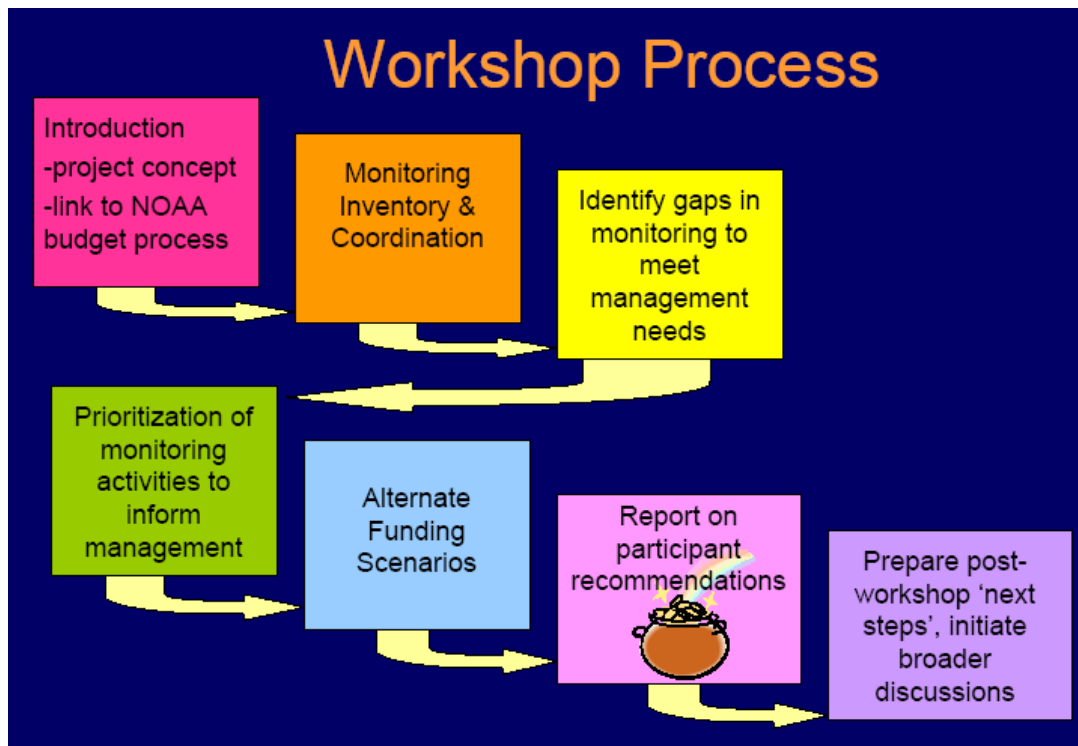 Workshop Process
Introduction
-project concept
-link to NOAA
budget process
Monitoring
Inventory &
Coordination
Identify gaps in
monitoring to
meet
management
needs
Prioritization of
monitoring
activities to
inform
management
Alternate
Funding
Scenarios
Report on
participant
recommendations
Prepare post-
workshop ‘next
steps’, initiate
broader
discussions